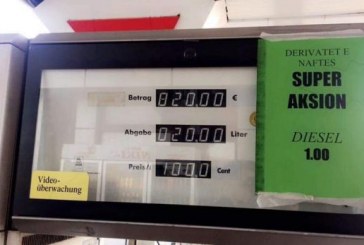 DERIVATET E
NAFTES
SUPER
AKSION
DIESEL
1.00
Betrag 820.00 €
Abgabe 020.00 Liter
Preis/l 100.0 Cent
Video-
überwachung